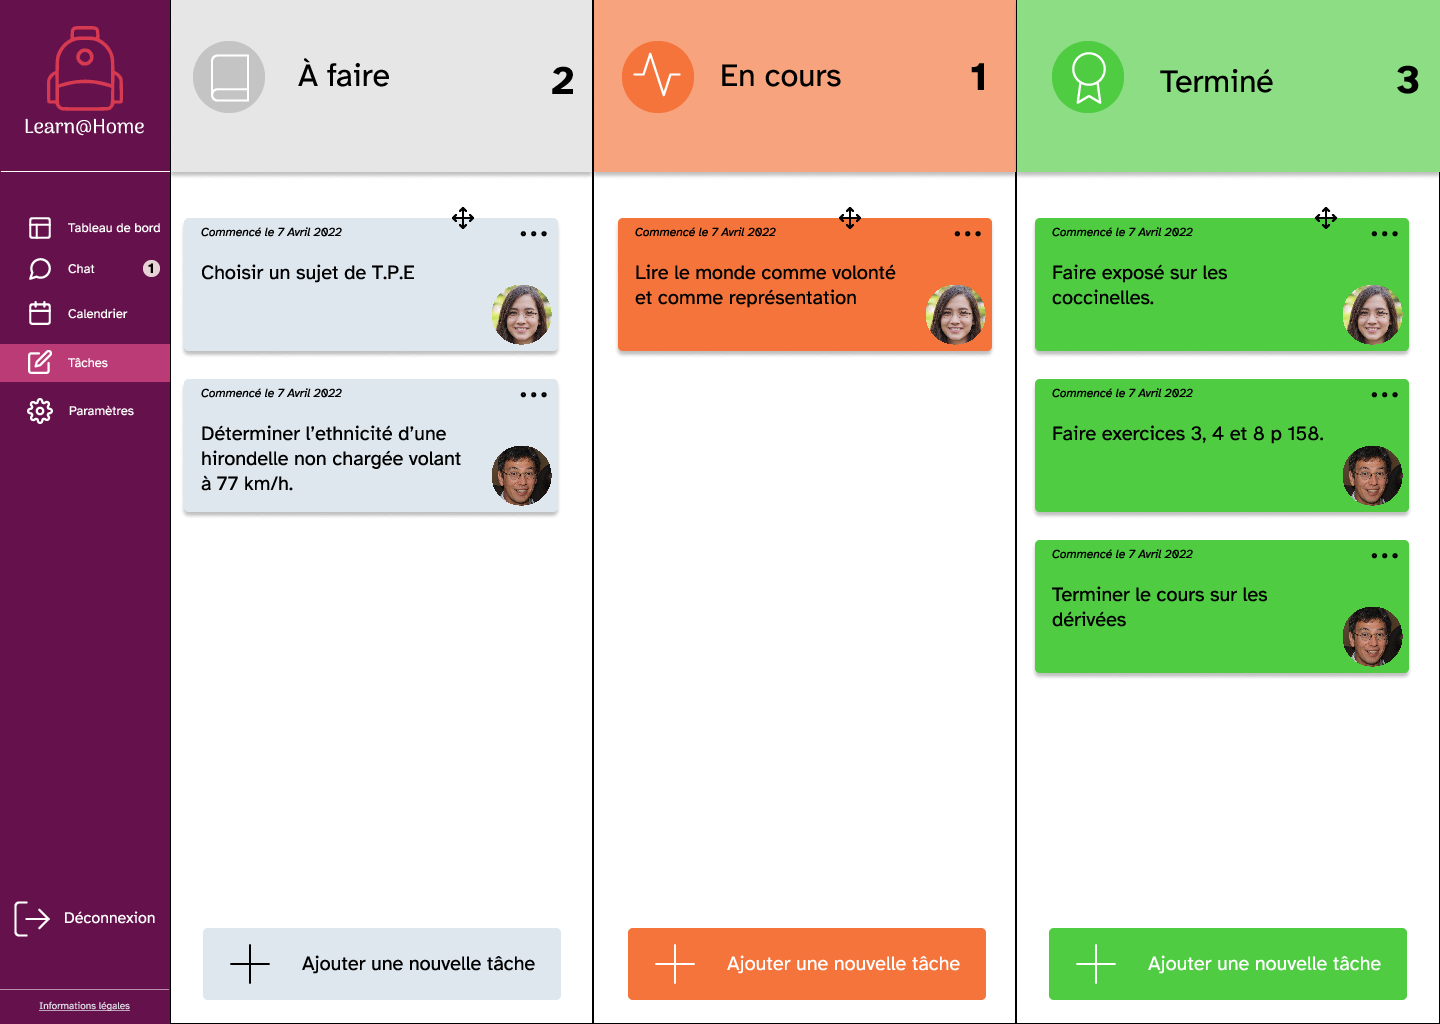 Learn@Home
Tableau de bord
Chat 1
Calendrier
Tâches
Paramètres
Déconnexion
Informations légales
À faire 2
Commencé le 7 Avril 2022
Choisir un sujet de T.P.E
Commencé le 7 Avril 2022
Déterminer l’ethnicité d’une
hirondelle non chargée volant
à 77 km/h.
Ajouter une nouvelle tâche
En cours 1
Commencé le 7 Avril 2022
Lire le monde comme volonté
et comme représentation
Ajouter une nouvelle tâche
Terminé 3
Commencé le 7 Avril 2022
Faire exposé sur les
coccinelles.
Commencé le 7 Avril 2022
Faire exercices 3, 4 et 8 p 158.
Commencé le 7 Avril 2022
Terminer le cours sur les
dérivées
Ajouter une nouvelle tâche